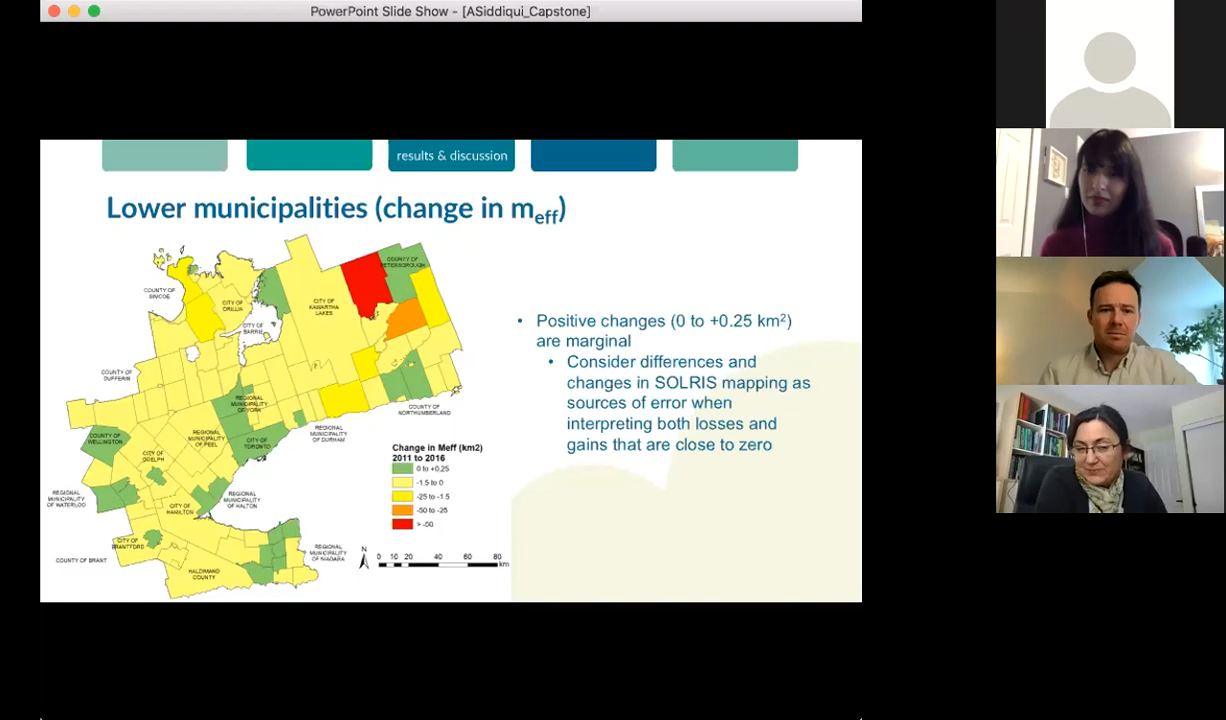 PowerPoint Slide Show - [ASiddiqui_Capstone]
results & discussion
Lower municipalities (change in meff)
COUNTY OF
SIMCOE
CITY OF
ORILLIA
CITY OF
BARRIE
CITY OF
KAWARTHA
LAKES
COUNTY OF
PETERBOROUGH
COUNTY OF
DUFFERIN
REGIONAL
MUNICIPALITY
OF YORK
COUNTY OF
NORTHUMBERLAND
REGIONAL
MUNICIPALITY
OF DURHAM
COUNTY OF
WELLINGTON
REGIONAL
MUNICIPALITY
OF PEEL
CITY OF
TORONTO
CITY OF
GUELPH
REGIONAL
MUNICIPALITY
OF WATERLOO
REGIONAL
MUNICIPALITY
OF HALTON
CITY OF
HAMILTON
CITY OF
BRANTFORD
COUNTY OF BRANT
HALDIMAND
COUNTY
REGIONAL
MUNICIPALITY
OF NIAGARA
Change in Meff (km2)
2011 to 2016
0 to +0,25
-1.5 to 0
-25 to -1.5
-50 to -25
> -50
N
0 10 20 40 60 80
km
• Positive changes (0 to +0.25 km²)
are marginal
• Consider differences and
changes in SOLRIS mapping as
sources of error when
interpreting both losses and
gains that are close to zero